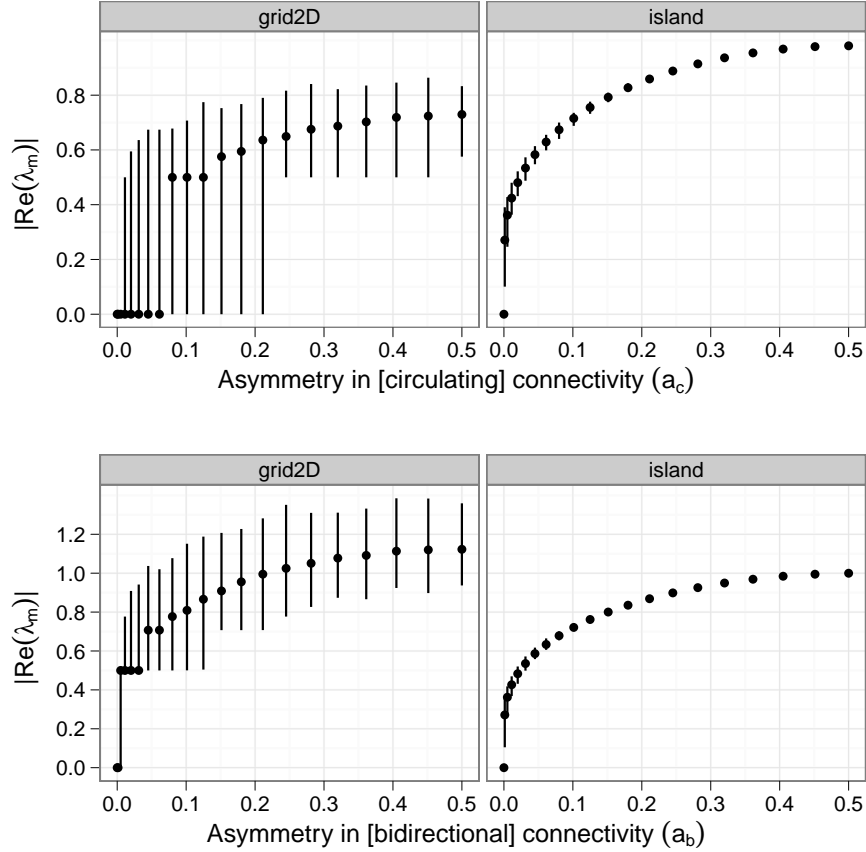 grid2D island
|Re(λm)|
0.8
0.6
0.4
0.2
0.0
0.0 0.1 0.2 0.3 0.4 0.5 0.0 0.1 0.2 0.3 0.4 0.5
Asymmetry in [circulating] connectivity (ac)
grid2D island
|Re(λm)|
1.2
1.0
0.8
0.6
0.4
0.2
0.0
0.0 0.1 0.2 0.3 0.4 0.5 0.0 0.1 0.2 0.3 0.4 0.5
Asymmetry in [bidirectional] connectivity (ab)